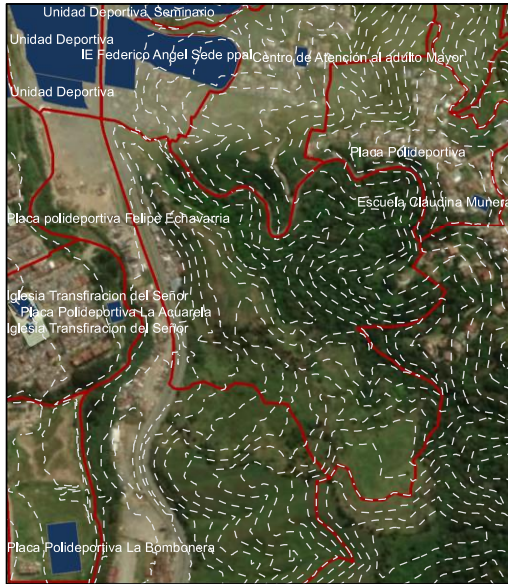 Unidad Deportiva Seminario
Unidad Deportiva
IE Federico Angel Sede ppal
Centro de Atención al adulto Mayor
Unidad Deportiva
Placa Polideportiva
Escuela Claudina Munera
Placa polideportiva Felipe Echavarria
Iglesia Transfiracion del Señor
Placa Polideportiva La Acuarela
Iglesia Transfiracion del Señor
Placa Polideportiva La Bombonera